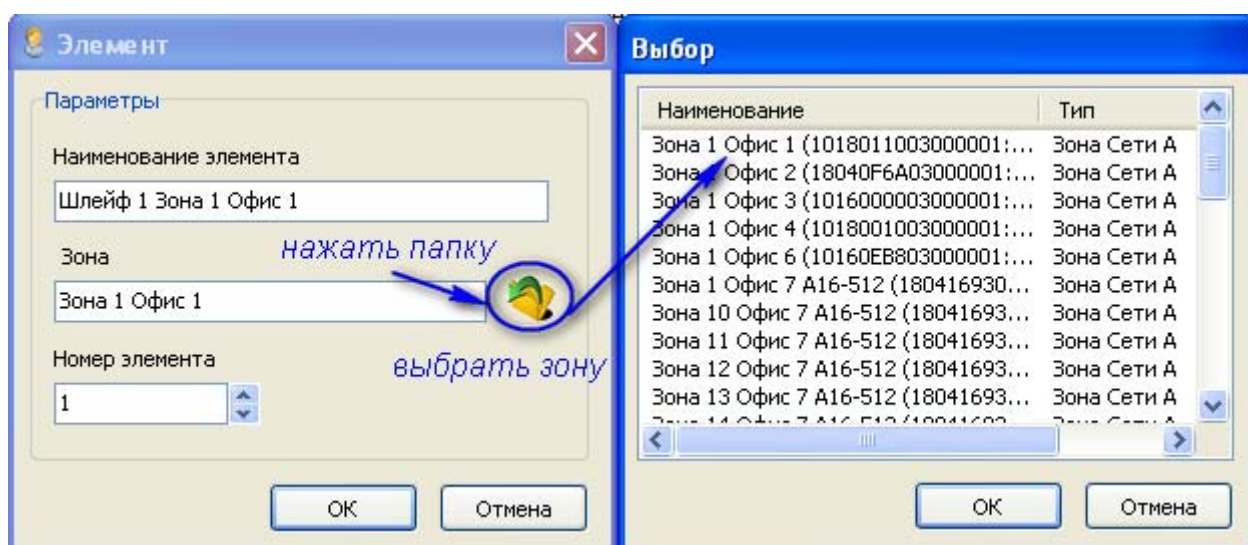 Элемент
Параметры
Наименование элемента
Шлейф 1 Зона 1 Офис 1
Зона
нажать папку
Зона 1 Офис 1
Номер элемента
выбрать зону
1
ОК
Отмена
Выбор
Наименование Тип
Зона 1 Офис 1 (1018011003000001:... Зона Сети А
Зона 1 Офис 2 (18040F6A03000001:... Зона Сети А
Зона 1 Офис 3 (1016000003000001:... Зона Сети А
Зона 1 Офис 4 (1018001003000001:... Зона Сети А
Зона 1 Офис 6 (10160EB803000001:... Зона Сети А
Зона 1 Офис 7 А16-512 (180416930... Зона Сети А
Зона 10 Офис 7 А16-512 (18041693... Зона Сети А
Зона 11 Офис 7 А16-512 (18041693... Зона Сети А
Зона 12 Офис 7 А16-512 (18041693... Зона Сети А
Зона 13 Офис 7 А16-512 (18041693... Зона Сети А
ОК
Отмена